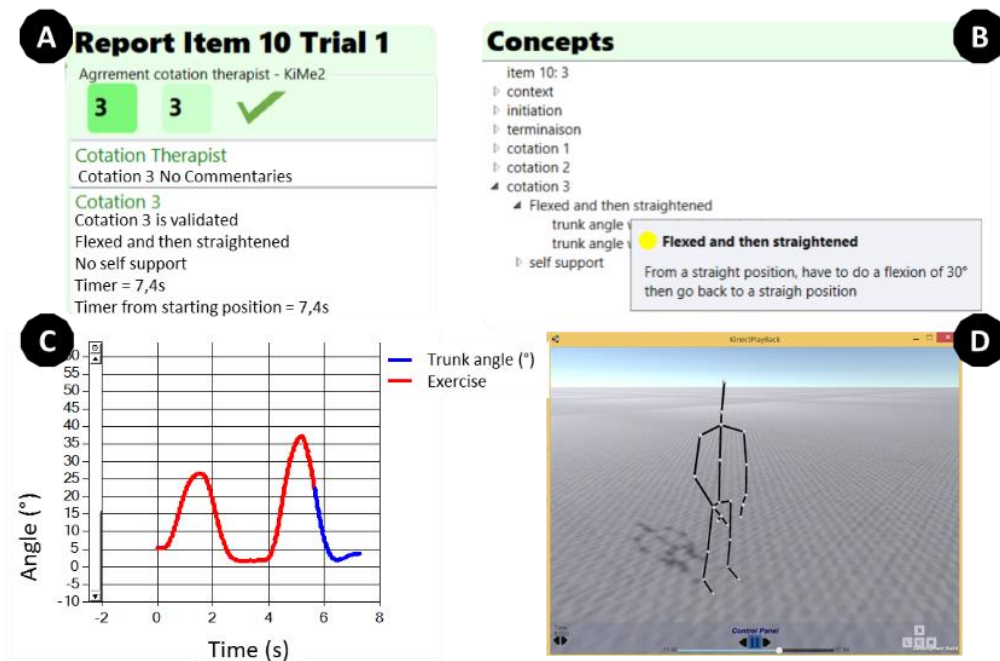 A
Report Item 10 Trial 1
Agrrement cotation therapist - KiMe2
3 3
Cotation Therapist
Cotation 3 No Commentaries
Cotation 3
Cotation 3 is validated
Flexed and then straightened
No self support
Timer = 7,4s
Timer from starting position = 7,4s
B
Concepts
item 10: 3
context
initiation
terminaison
cotation 1
cotation 2
cotation 3
Flexed and then straightened
trunk angle
trunk angle
self support
Flexed and then straightened
From a straight position, have to do a flexion of 30°
then go back to a straigh position
C
55
50
45
40
35
30
25
20
15
10
5
0
-5
-10
-2 0 2 4 6 8
Angle (°)
Time (s)
Trunk angle (°)
Exercise
D
KinectPlayBack
Control Panel